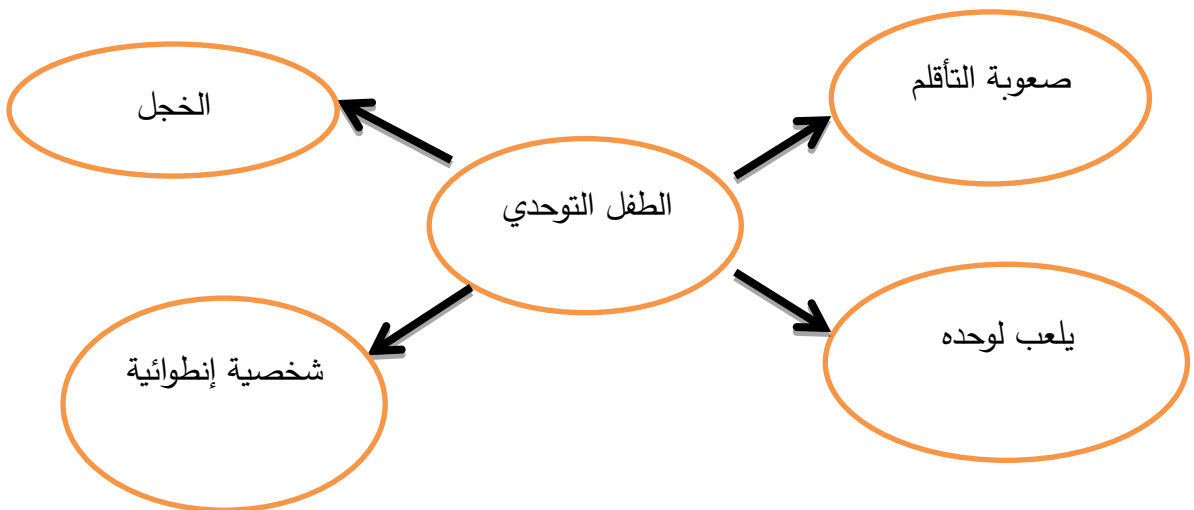 صعوبة التأقلم
الخجل
الطفل التوحدي
يلعب لوحده
شخصية إنطوائية